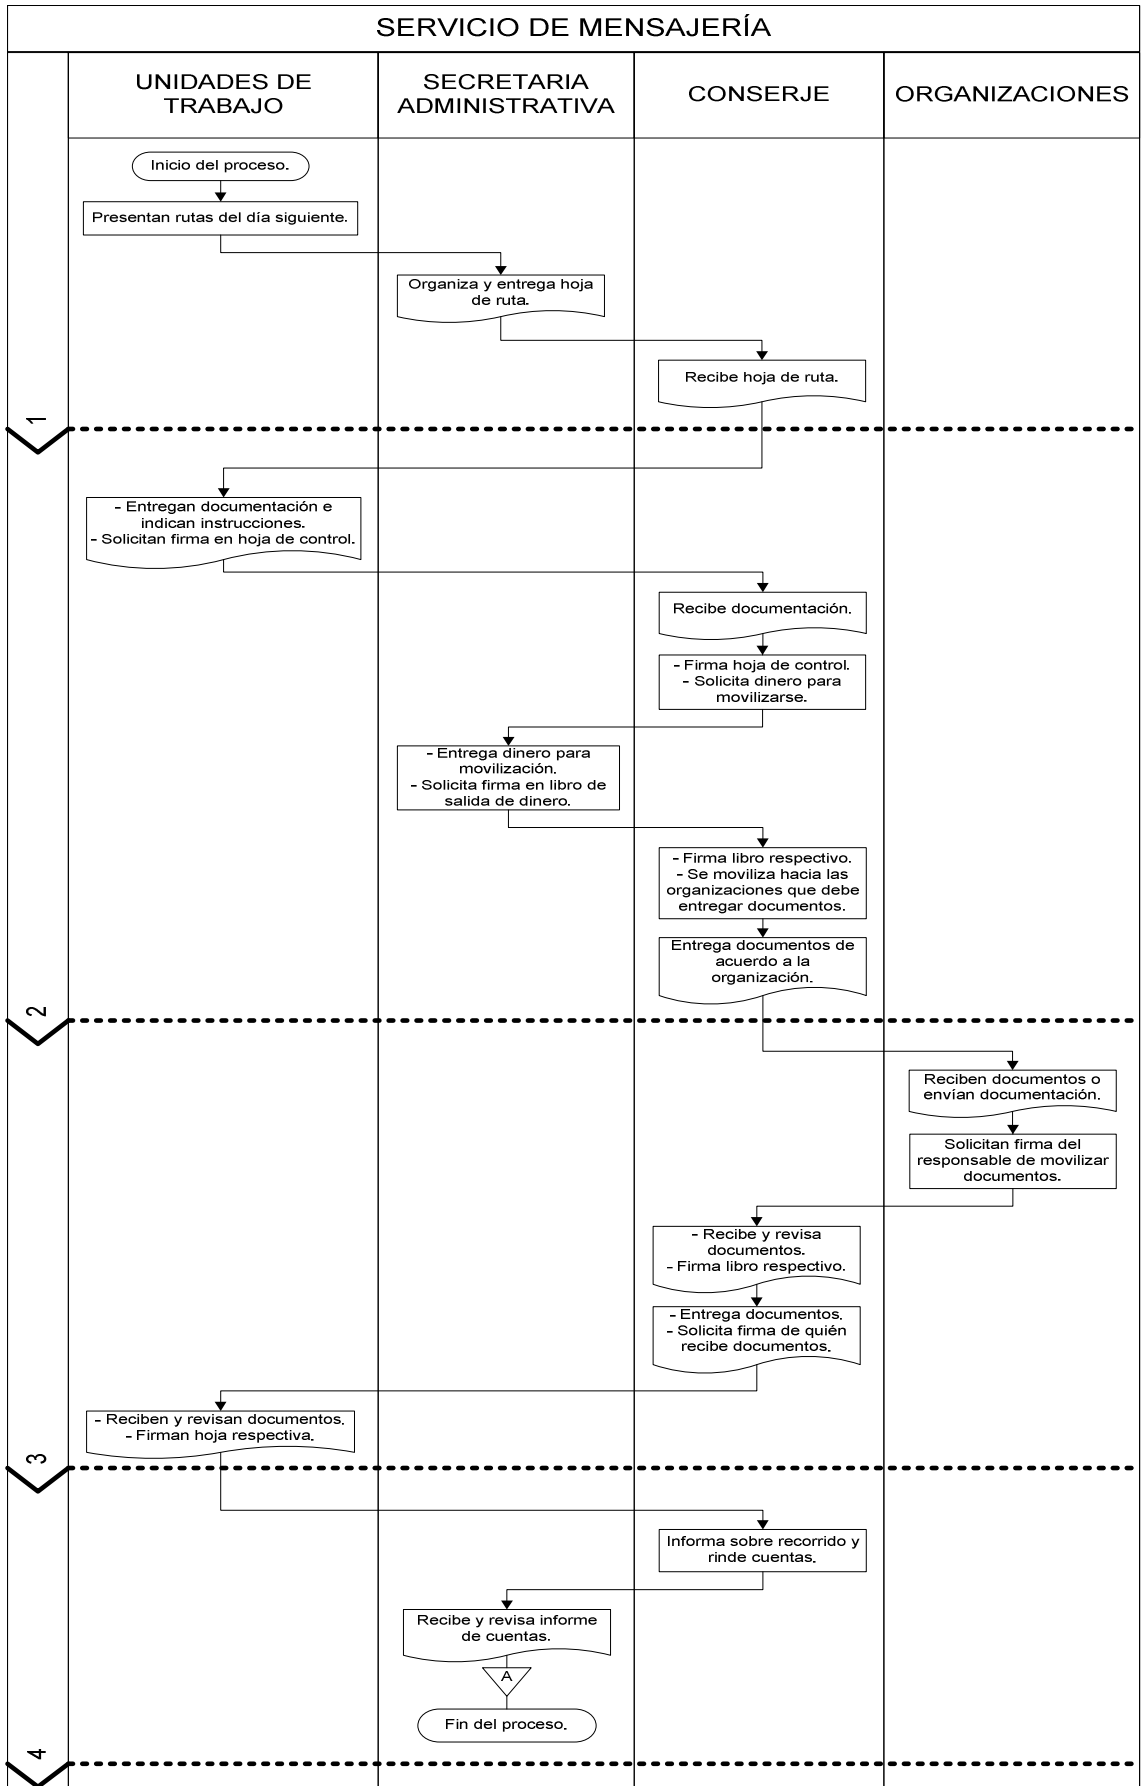 SERVICIO DE MENSAJERÍA
UNIDADES DE
TRABAJO
SECRETARIA
ADMINISTRATIVA
CONSERJE
ORGANIZACIONES
Inicio del proceso.
Presentan rutas del día siguiente.
Organiza y entrega hoja
de ruta.
Recibe hoja de ruta.
1
- Entregan documentación e
indican instrucciones.
- Solicitan firma en hoja de control.
Recibe documentación.
- Firma hoja de control.
- Solicita dinero para
movilizarse.
- Entrega dinero para
movilización.
- Solicita firma en libro de
salida de dinero.
- Firma libro respectivo.
- Se moviliza hacia las
organizaciones que debe
entregar documentos.
Entrega documentos de
acuerdo a la
organización.
2
Reciben documentos o
envían documentación.
Solicitan firma del
responsable de movilizar
documentos.
- Recibe y revisa
documentos.
- Firma libro respectivo.
- Entrega documentos.
- Solicita firma de quién
recibe documentos.
- Reciben y revisan documentos.
- Firman hoja respectiva.
3
Informa sobre recorrido y
rinde cuentas.
Recibe y revisa informe
de cuentas.
A
Fin del proceso.
4